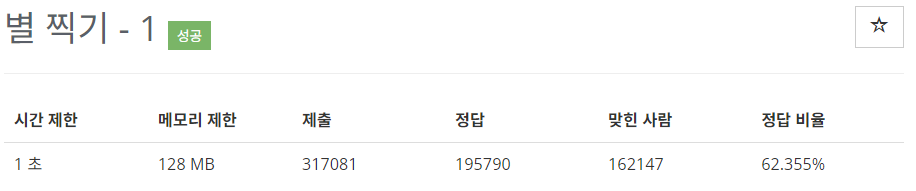 별 찍기 - 1 성공
시간 제한 메모리 제한 제출 정답 맞힌 사람 정답 비율
1 초 128 MB 317081 195790 162147 62.355%